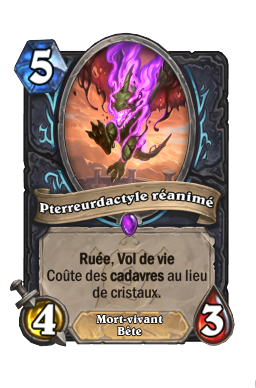 5
Pterreurdactyle réanimé
Ruée, Vol de vie
Coûte des cadavres au lieu
de cristaux.
4
Mort-vivant
Bête
3